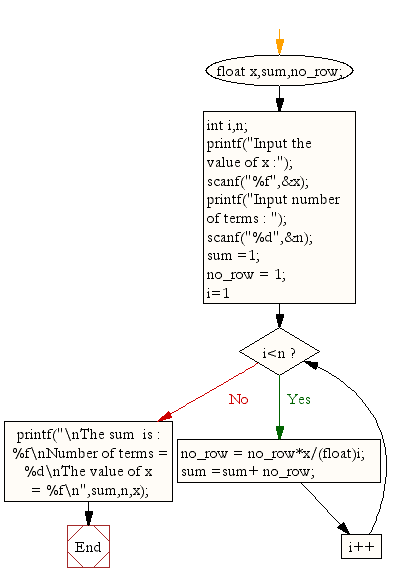 float x,sum,no_row;
int i,n;
printf("Input the
value of x :");
scanf("%f",&x);
printf("Input number
of terms : ");
scanf("%d",&n);
sum =1;
no_row = 1;
i=1
i<n ?
No
Yes
printf("\nThe sum  is :
%f\nNumber of terms =
%d\nThe value of x
= %f\n",sum,n,x);
no_row = no_row*x/(float)i;
sum =sum+ no_row;
End
i++